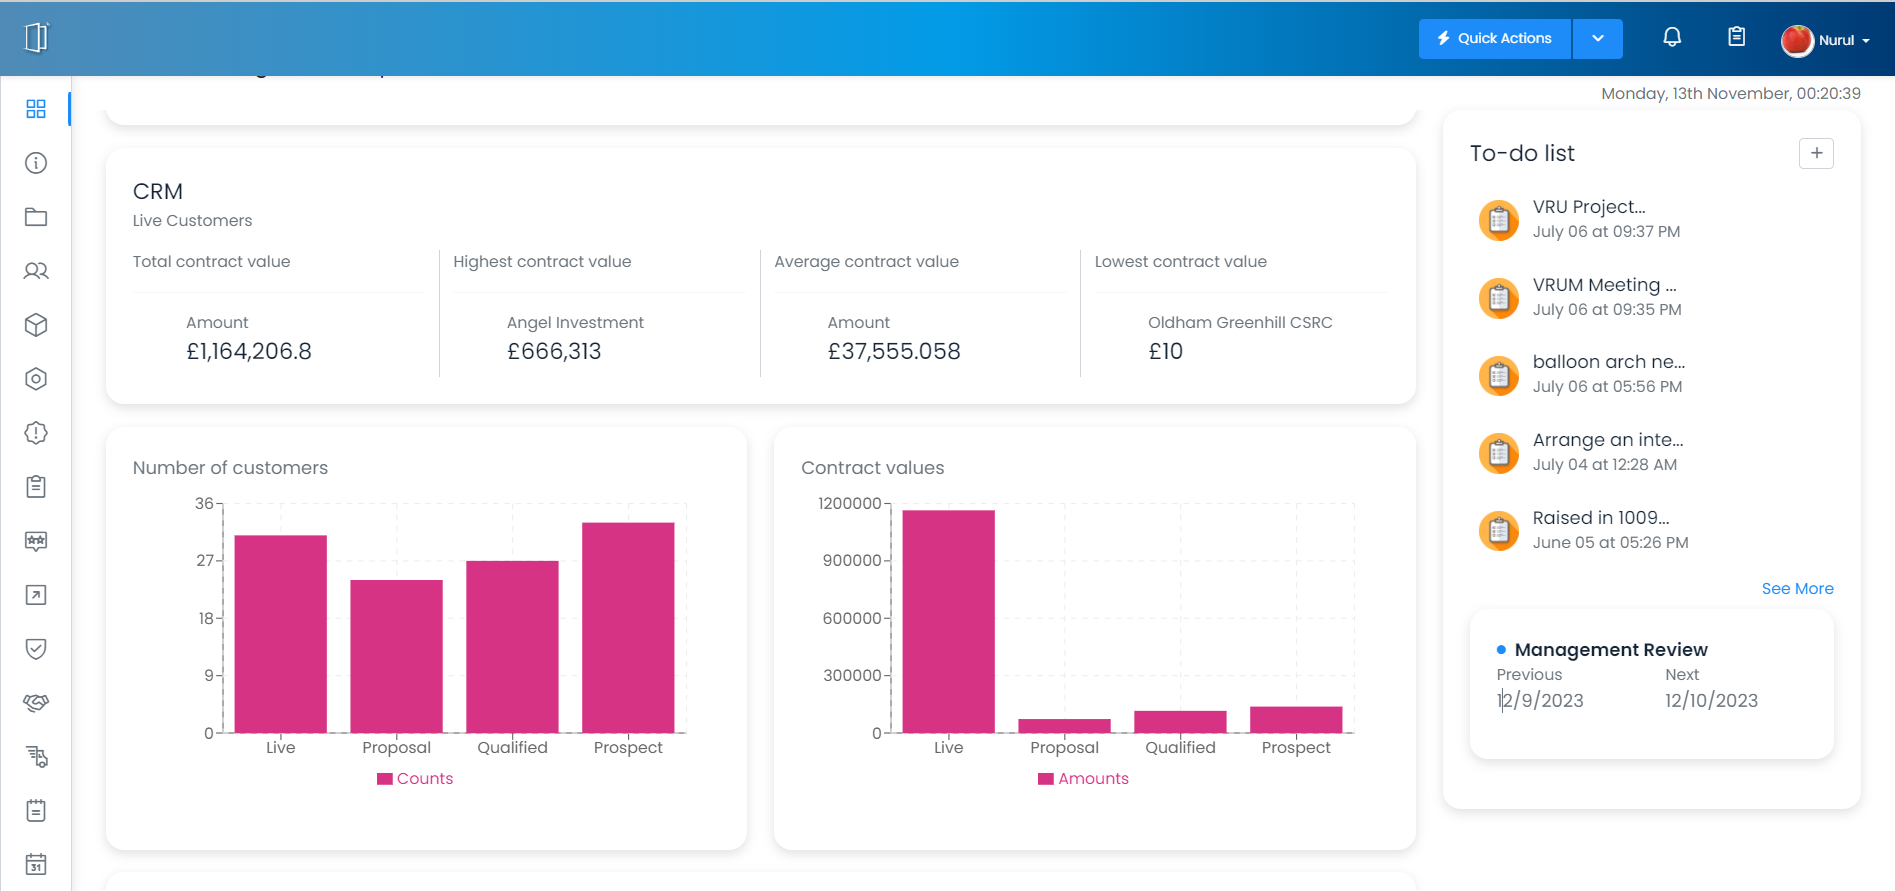 Quick Actions
Nurul
Monday, 13th November, 00:20:39
CRM
Live Customers
Total contract value
Amount
£1,164,206.8
Highest contract value
Angel Investment
£666,313
Average contract value
Amount
£37,555.058
Lowest contract value
Oldham Greenhill CSRC
£10
Number of customers
36
27
18
9
0
Live Proposal Qualified Prospect
Counts
Contract values
1200000
900000
600000
300000
0
Live Proposal Qualified Prospect
Amounts
To-do list
+
VRU Project...
July 06 at 09:37 PM
VRUM Meeting ...
July 06 at 09:35 PM
balloon arch ne...
July 06 at 05:56 PM
Arrange an inte...
July 04 at 12:28 AM
Raised in 1009...
June 05 at 05:26 PM
See More
Management Review
Previous Next
12/9/2023 12/10/2023
31